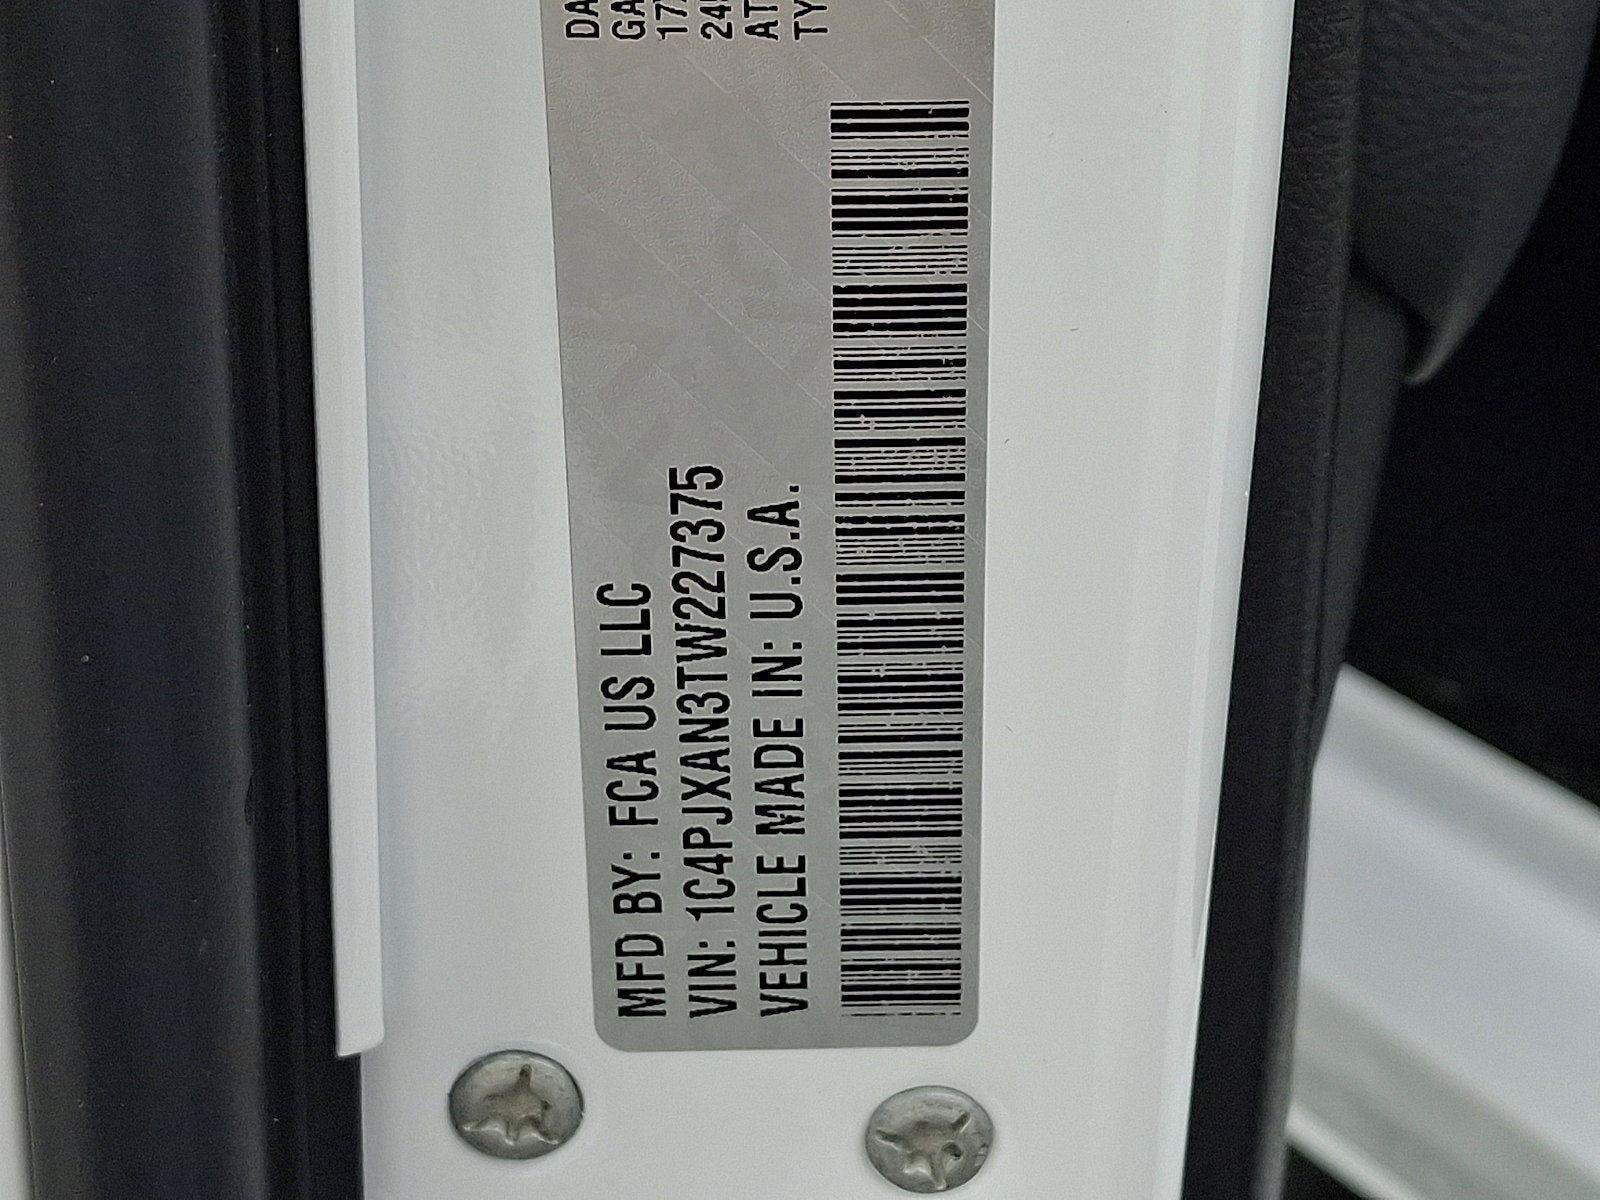 MFD BY: FCA US LLC
VIN: 1C4PJXAN3TW227375
VEHICLE MADE IN: U.S.A.